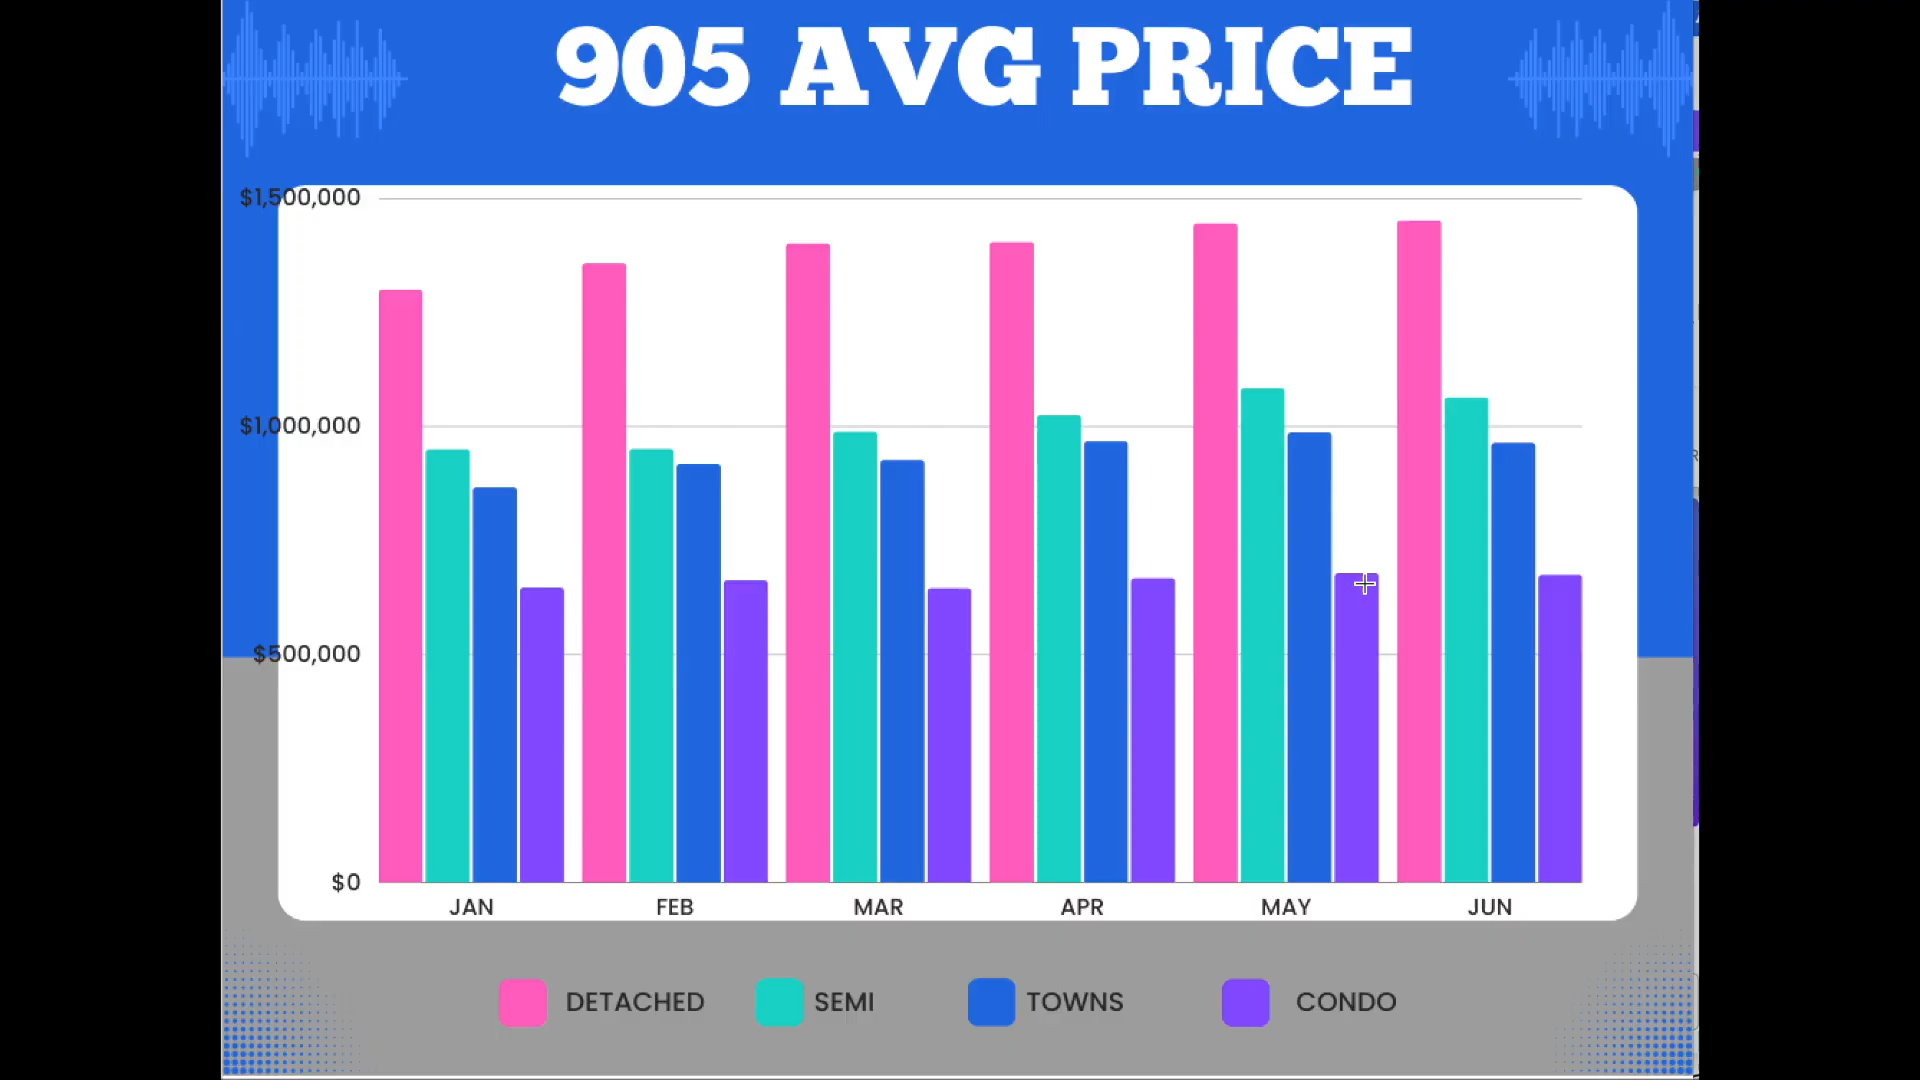 905 AVG PRICE
$1,500,000
$1,000,000
$500,000
$0
JAN FEB MAR APR MAY JUN
DETACHED SEMI TOWNS CONDO